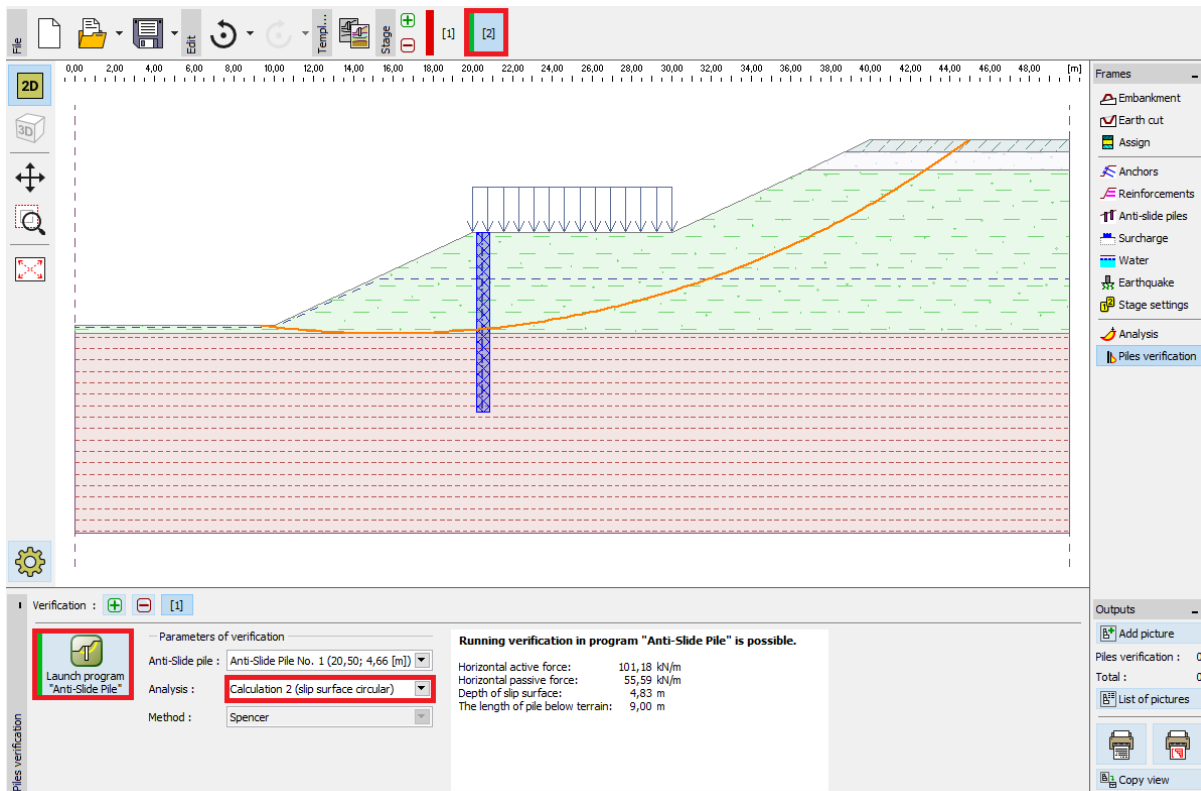 File
Edit
Templ...
Stage
[1]
[2]
2D
3D
0,00 2,00 4,00 6,00 8,00 10,00 12,00 14,00 16,00 18,00 20,00 22,00 24,00 26,00 28,00 30,00 32,00 34,00 36,00 38,00 40,00 42,00 44,00 46,00 48,00 [m]
Frames
Embankment
Earth cut
Assign
Anchors
Reinforcements
Anti-slide piles
Surcharge
Water
Earthquake
Stage settings
Analysis
Piles verification
Verification :
[1]
Launch program
"Anti-Slide Pile"
Parameters of verification
Anti-Slide pile : Anti-Slide Pile No. 1 (20,50; 4,66 [m])
Analysis : Calculation 2 (slip surface circular)
Method : Spencer
Running verification in program "Anti-Slide Pile" is possible.
Horizontal active force: 101,18 kN/m
Horizontal passive force: 55,59 kN/m
Depth of slip surface: 4,83 m
The length of pile below terrain: 9,00 m
Piles verification
Outputs
Add picture
Piles verification : 0
Total : 0
List of pictures
Copy view